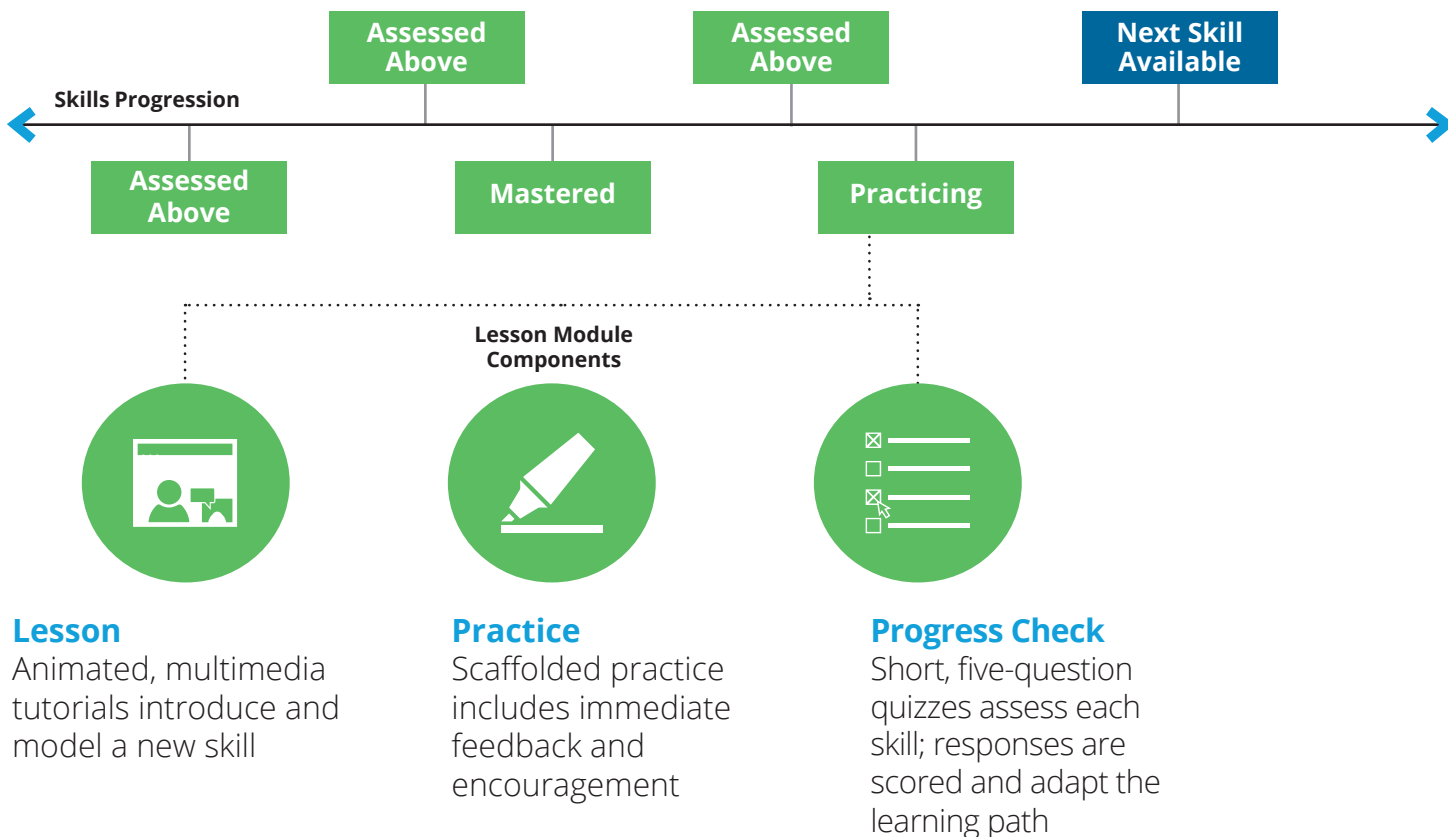 Assessed
Above
Assessed
Above
Next Skill
Available
Skills Progression
Assessed
Above
Mastered
Practicing
Lesson Module
Components
Lesson
Animated, multimedia
tutorials introduce and
model a new skill
Practice
Scaffolded practice
includes immediate
feedback and
encouragement
Progress Check
Short, five-question
quizzes assess each
skill; responses are
scored and adapt the
learning path